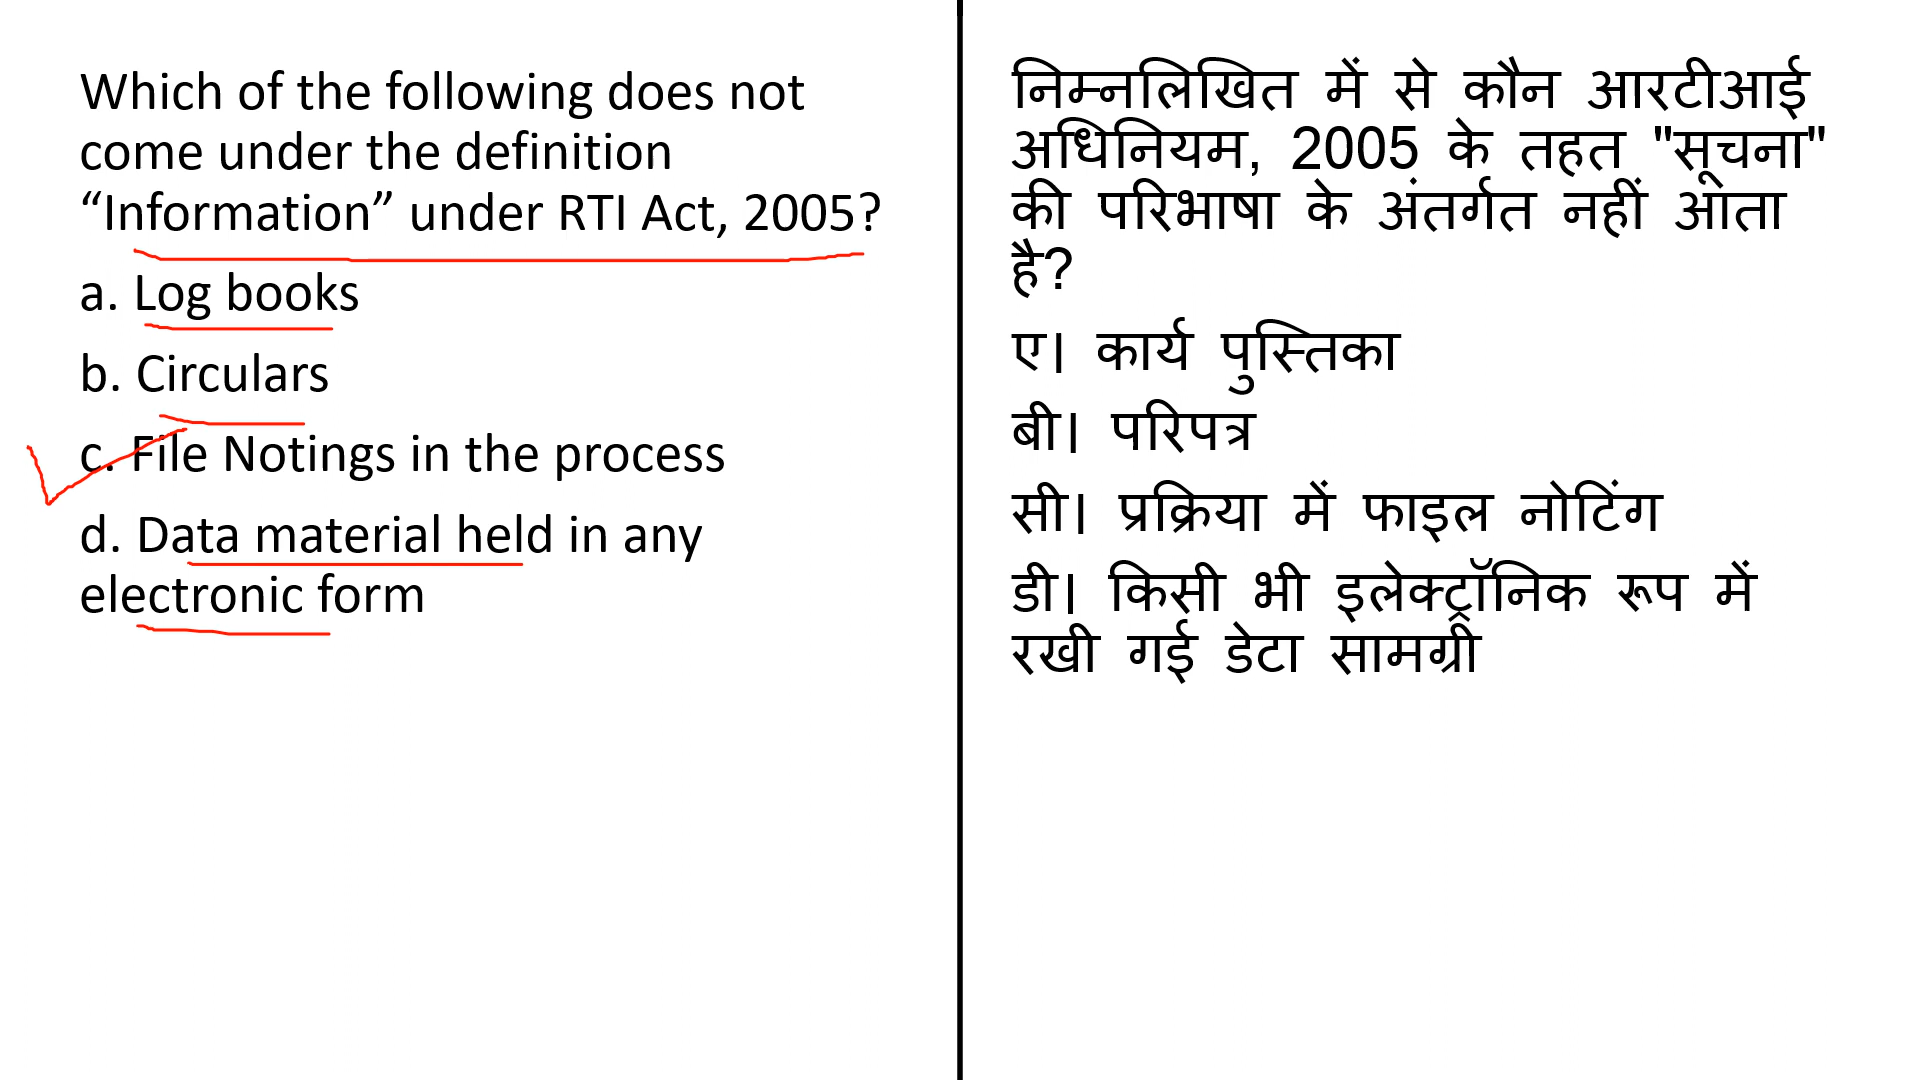 Which of the following does not
come under the definition
“Information” under RTI Act, 2005?
a. Log books
b. Circulars
c. File Notings in the process
d. Data material held in any
electronic form
निम्नलिखित में से कौन आरटीआई
अधिनियम, 2005 के तहत "सूचना"
की परिभाषा के अंतर्गत नहीं आता
है?
ए। कार्य पुस्तिका
बी। परिपत्र
सी। प्रक्रिया में फाइल नोटिंग
डी। किसी भी इलेक्ट्रॉनिक रूप में
रखी गई डेटा सामग्री